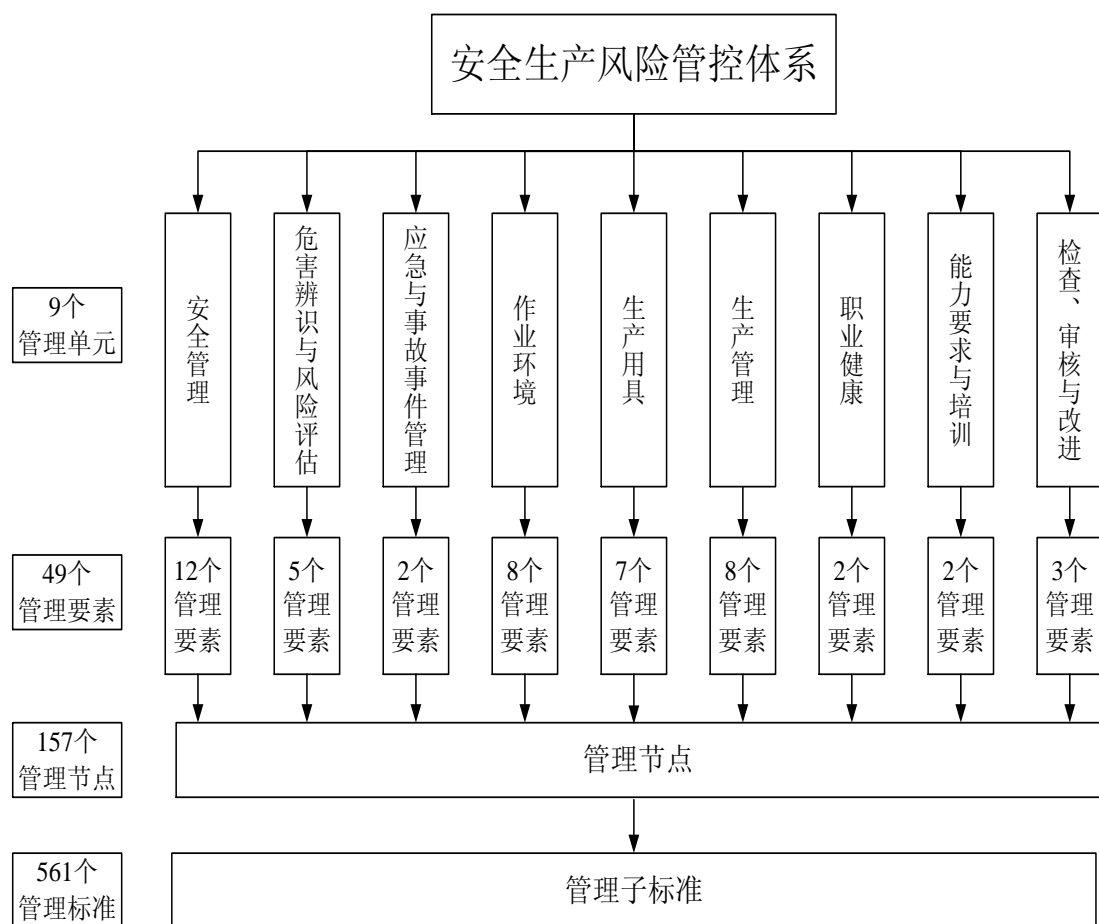 安全生产风险管控体系
9个
管理单元
安全管理
危害辨识与风险评估
应急与事故事件管理
作业环境
生产用具
生产管理
职业健康
能力要求与培训
检查、审核与改进
49个
管理要素
12个
管理
要素
5个
管理
要素
2个
管理
要素
8个
管理
要素
7个
管理
要素
8个
管理
要素
2个
管理
要素
2个
管理
要素
3个
管理
要素
157个
管理节点
管理节点
561个
管理标准
管理子标准